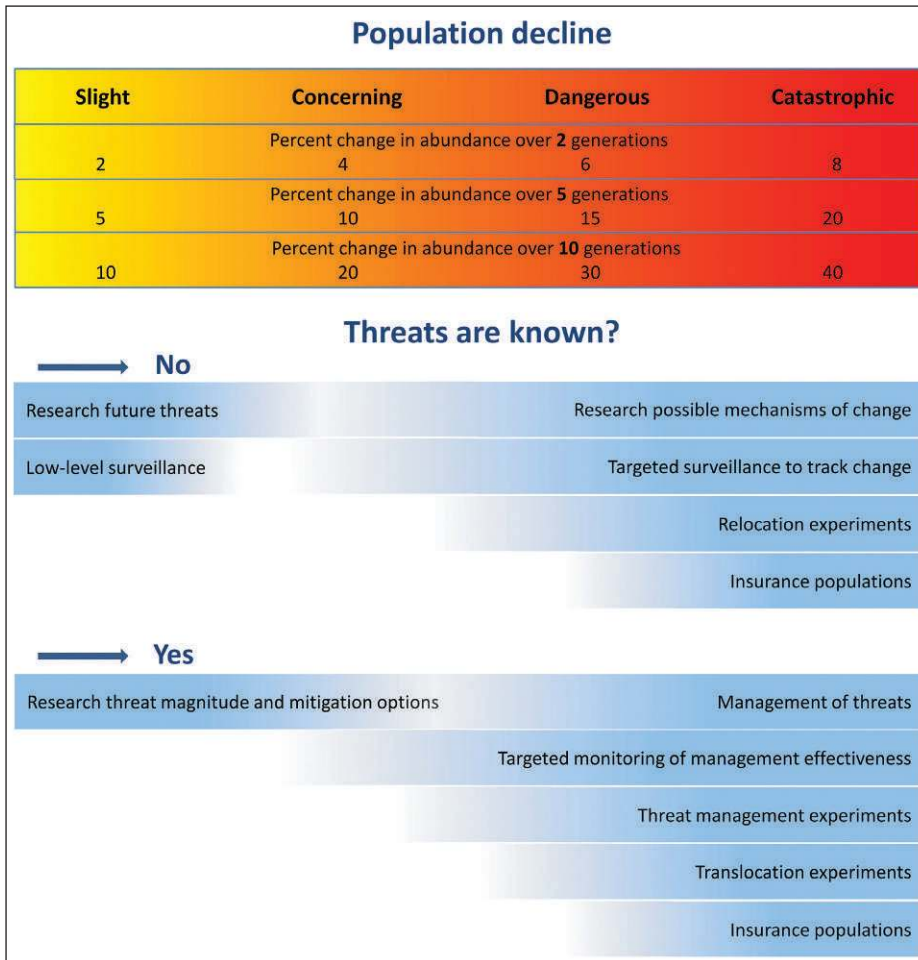 Population decline
Slight Concerning Dangerous Catastrophic
Percent change in abundance over 2 generations
2 4 6 8
Percent change in abundance over 5 generations
5 10 15 20
Percent change in abundance over 10 generations
10 20 30 40
Threats are known?
No
Research future threats Research possible mechanisms of change
Low-level surveillance Targeted surveillance to track change
Relocation experiments
Insurance populations
Yes
Research threat magnitude and mitigation options Management of threats
Targeted monitoring of management effectiveness
Threat management experiments
Translocation experiments
Insurance populations